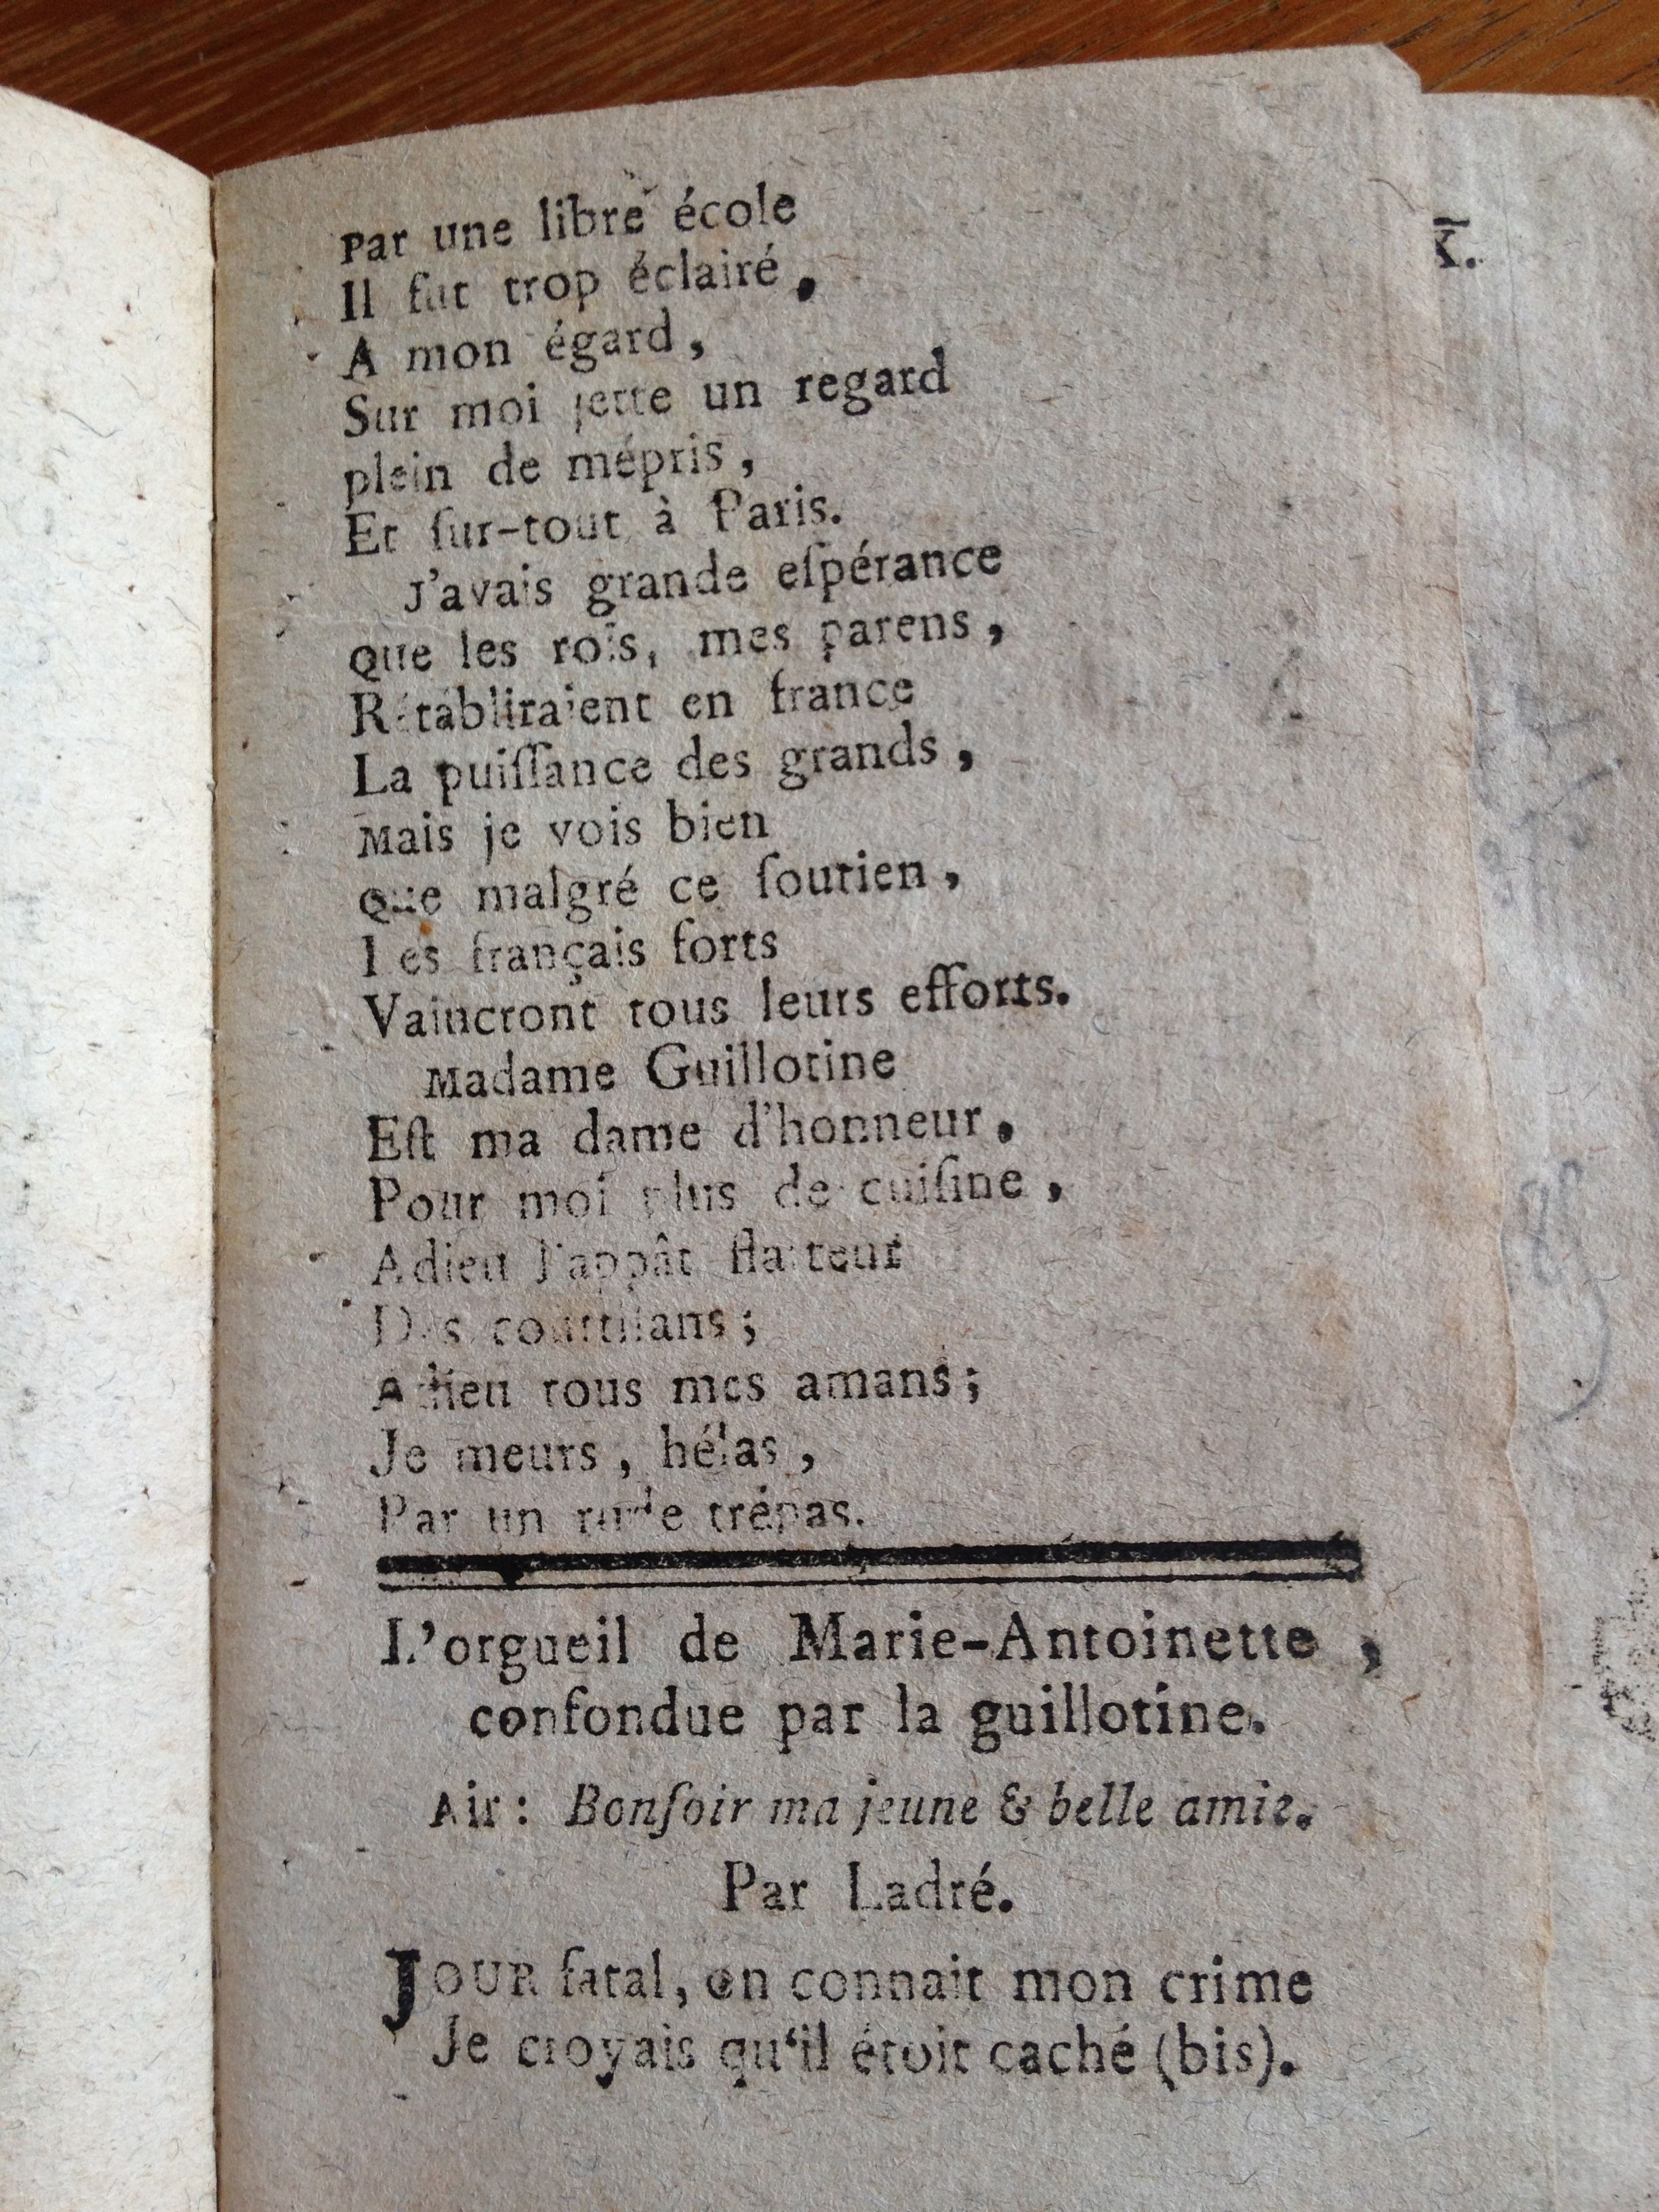 Par une libre école
Il fut trop éclairé,
A mon égard,
Sur moi jette un regard
plein de mépris,
Et ſur-tout à Paris.
J'avais grande eſpérance
que les rois, mes parens,
Rétabliraient en france
La puiſſance des grands,
Mais je vois bien
que malgré ce ſoutien,
Les français forts
Vaincront tous leurs efforts.
Madame Guillotine
Eſt ma dame d'honneur,
Pour moi plus de cuiſine,
Adieu l'appât flatteur
Des courtiſans;
Adieu tous mes amans;
Je meurs, hélas,
Par un rude trépas.
L'orgueil de Marie-Antoinette,
confondue par la guillotine.
Air: Bonſoir ma jeune & belle amie.
Par Ladré.
JOUR fatal, on connait mon crime
Je croyais qu'il étoit caché (bis).